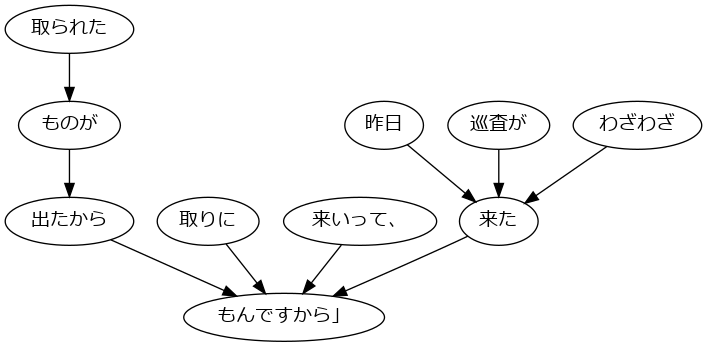 取られた
ものが
昨日
巡査が
わざわざ
出たから
取りに
来いって、
来た
もんですから」